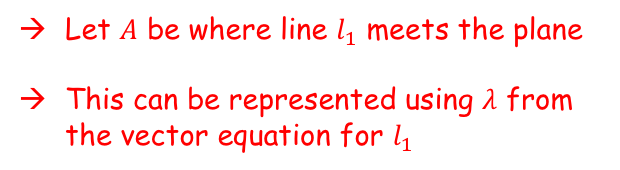 → Let A be where line l₁ meets the plane
→ This can be represented using λ from
the vector equation for l₁